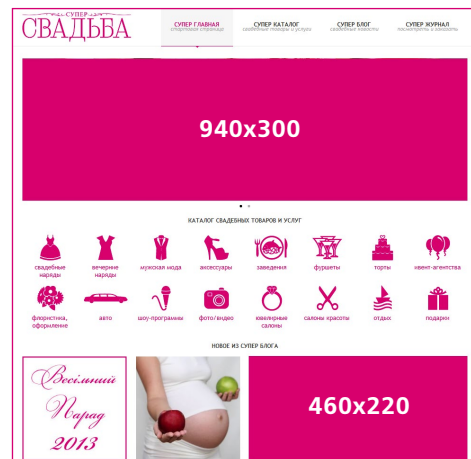 СУПЕР
СВАДЬБА
СУПЕР ГЛАВНАЯ
стартовая страница
СУПЕР КАТАЛОГ
свадебные товары и услуги
СУПЕР БЛОГ
свадебные новости
СУПЕР ЖУРНАЛ
посмотреть и заказать
940x300
КАТАЛОГ СВАДЕБНЫХ ТОВАРОВ И УСЛУГ
свадебные
наряды
вечерние
наряды
мужская мода
аксессуары
заведения
фуршеты
торты
ивент-агентства
флористика,
оформление
авто
шоу-программы
фото/видео
ювелирные
салоны
салоны красоты
отдых
подарки
НОВОЕ ИЗ СУПЕР БЛОГА
Весільний
Парад
2013
460x220